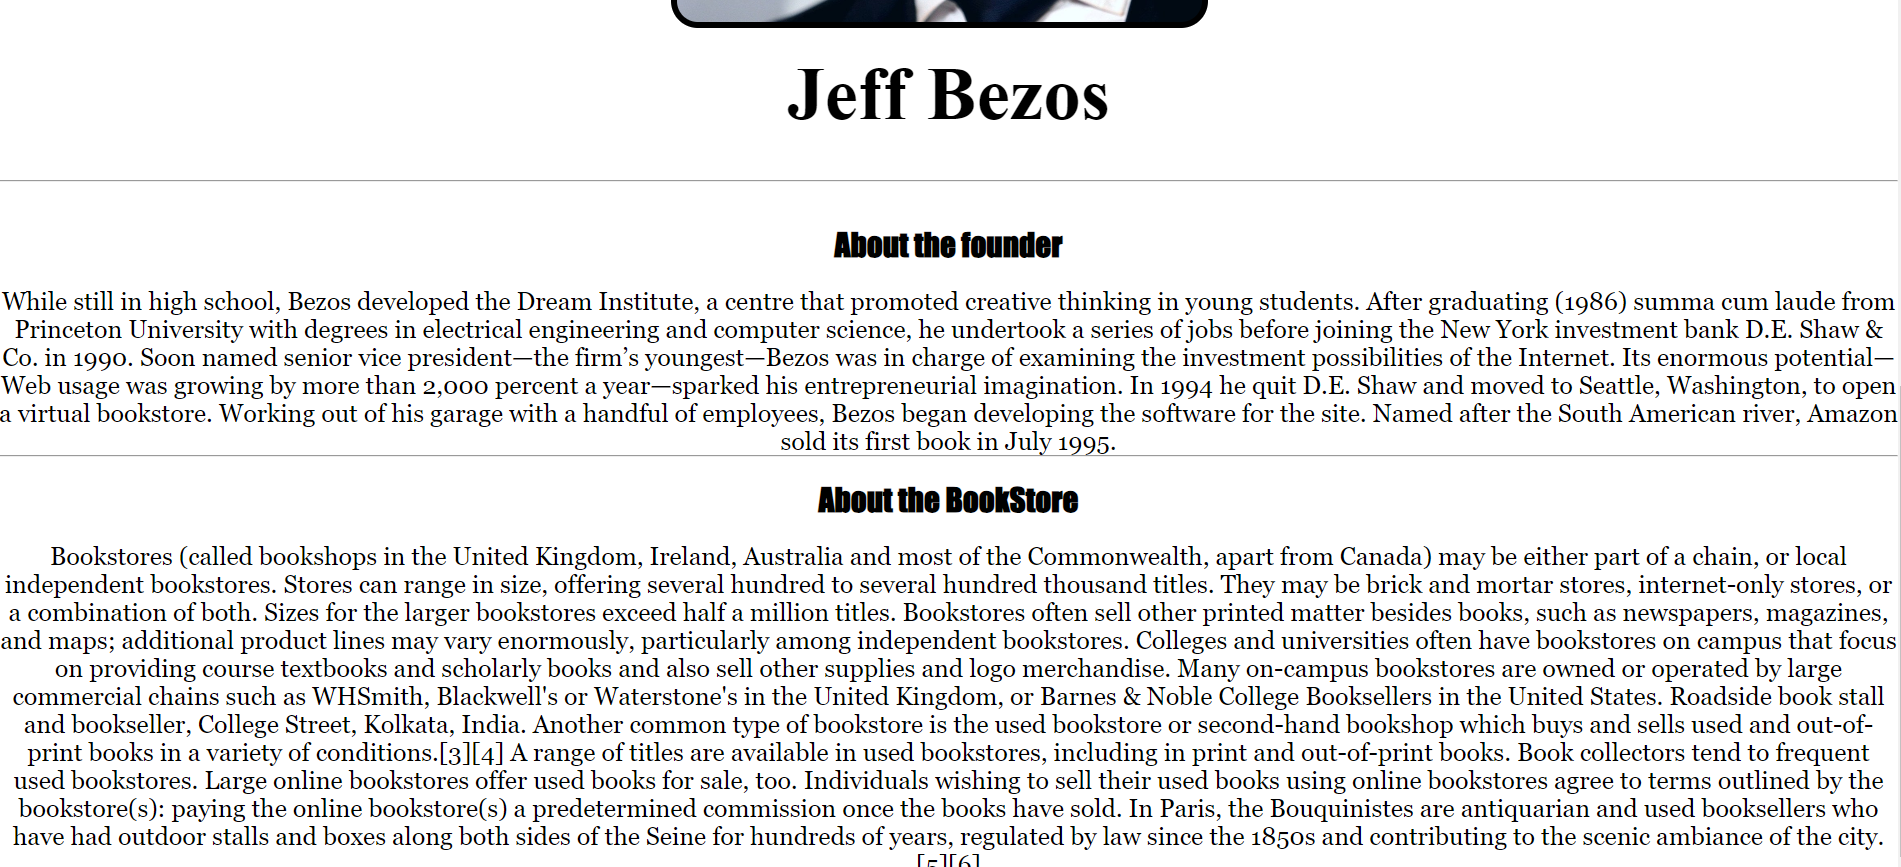 Jeff Bezos
About the founder
While still in high school, Bezos developed the Dream Institute, a centre that promoted creative thinking in young students. After graduating (1986) summa cum laude from
Princeton University with degrees in electrical engineering and computer science, he undertook a series of jobs before joining the New York investment bank D.E. Shaw &
Co. in 1990. Soon named senior vice president—the firm’s youngest—Bezos was in charge of examining the investment possibilities of the Internet. Its enormous potential—
Web usage was growing by more than 2,000 percent a year—sparked his entrepreneurial imagination. In 1994 he quit D.E. Shaw and moved to Seattle, Washington, to open
a virtual bookstore. Working out of his garage with a handful of employees, Bezos began developing the software for the site. Named after the South American river, Amazon
sold its first book in July 1995.
About the BookStore
Bookstores (called bookshops in the United Kingdom, Ireland, Australia and most of the Commonwealth, apart from Canada) may be either part of a chain, or local
independent bookstores. Stores can range in size, offering several hundred to several hundred thousand titles. They may be brick and mortar stores, internet-only stores, or
a combination of both. Sizes for the larger bookstores exceed half a million titles. Bookstores often sell other printed matter besides books, such as newspapers, magazines,
and maps; additional product lines may vary enormously, particularly among independent bookstores. Colleges and universities often have bookstores on campus that focus
on providing course textbooks and scholarly books and also sell other supplies and logo merchandise. Many on-campus bookstores are owned or operated by large
commercial chains such as WHSmith, Blackwell's or Waterstone's in the United Kingdom, or Barnes & Noble College Booksellers in the United States. Roadside book stall
and bookseller, College Street, Kolkata, India. Another common type of bookstore is the used bookstore or second-hand bookshop which buys and sells used and out-of-
print books in a variety of conditions.[3][4] A range of titles are available in used bookstores, including in print and out-of-print books. Book collectors tend to frequent
used bookstores. Large online bookstores offer used books for sale, too. Individuals wishing to sell their used books using online bookstores agree to terms outlined by the
bookstore(s): paying the online bookstore(s) a predetermined commission once the books have sold. In Paris, the Bouquinistes are antiquarian and used booksellers who
have had outdoor stalls and boxes along both sides of the Seine for hundreds of years, regulated by law since the 1850s and contributing to the scenic ambiance of the city.
[5][6]